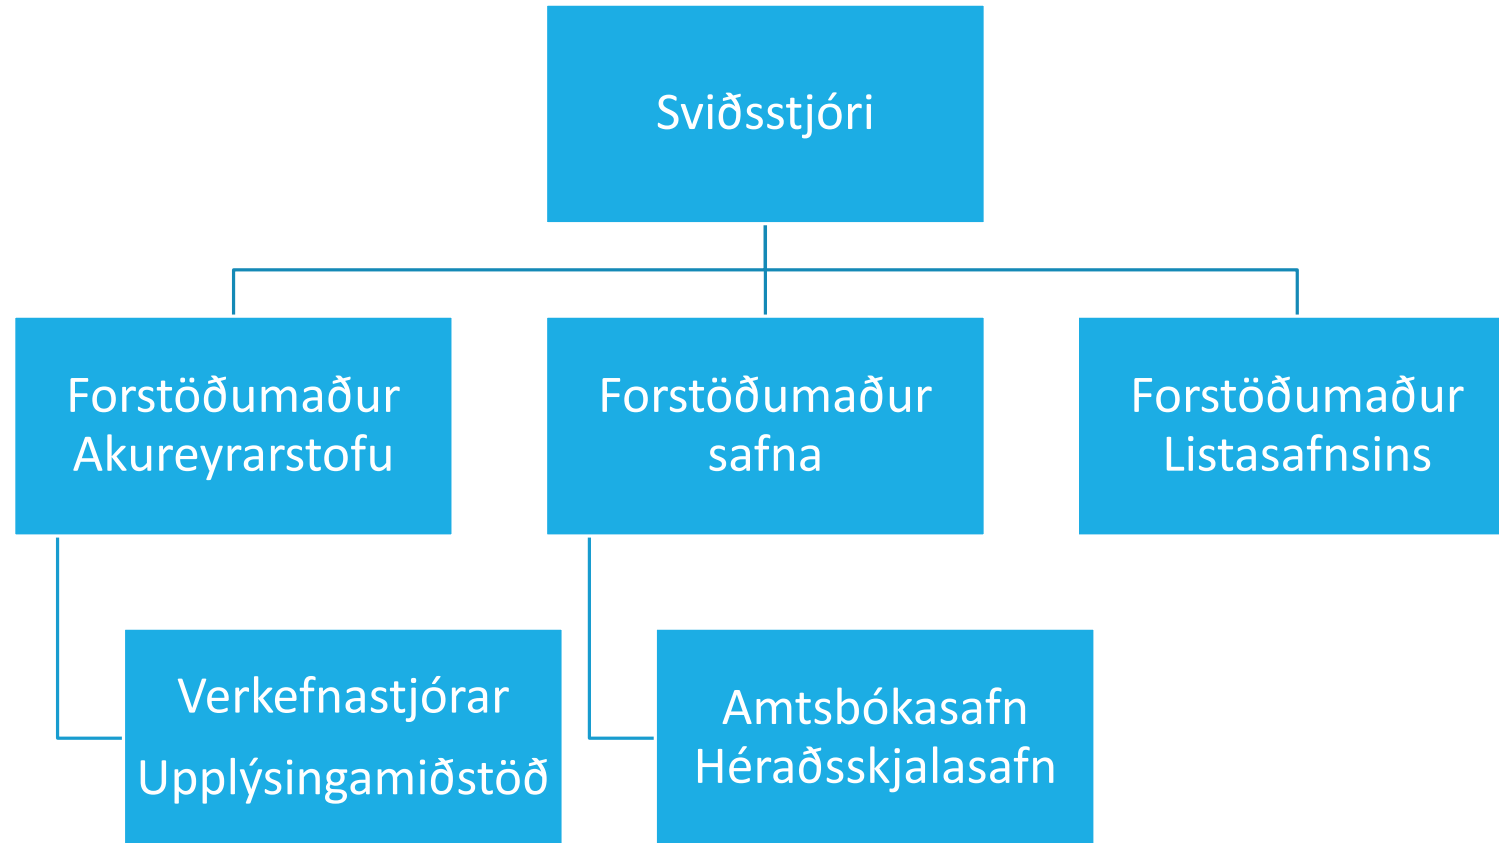 Sviðsstjóri
Forstöðumaður
Akureyrarstofu
Forstöðumaður
safna
Forstöðumaður
Listasafnsins
Verkefnastjórar
Upplýsingamiðstöð
Amtsbókasafn
Héraðsskjalasafn